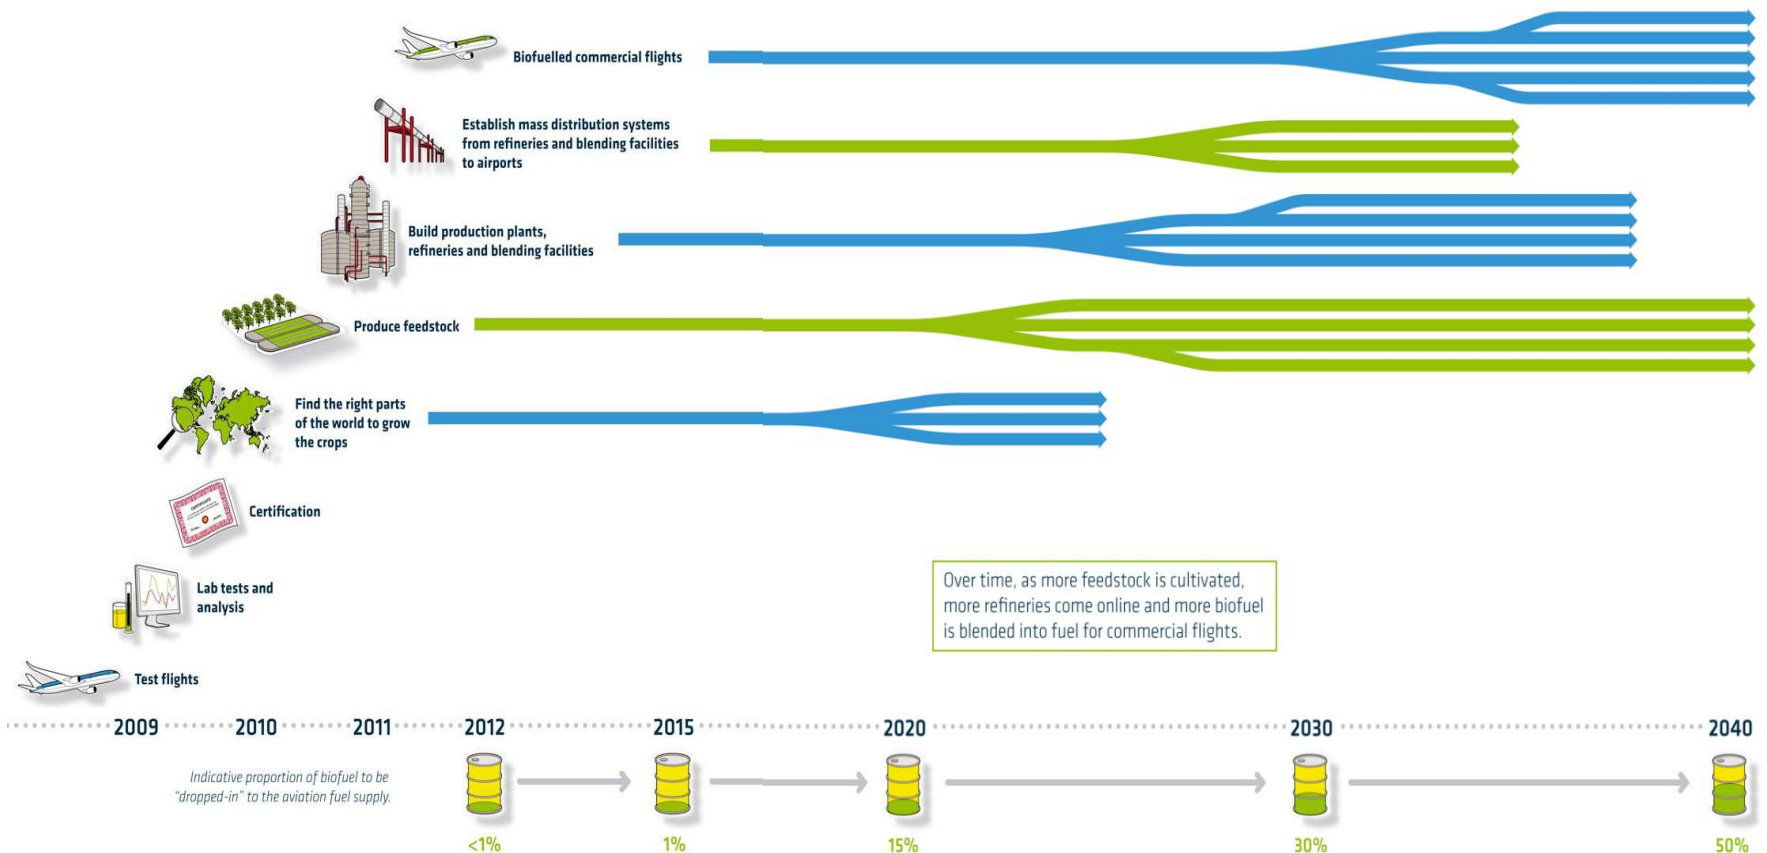 Biofuelled commercial flights
Establish mass distribution systems
from refineries and blending facilities
to airports
Build production plants,
refineries and blending facilities
Produce feedstock
Find the right parts
of the world to grow
the crops
CERTIFICATE
Certification
Lab tests and
analysis
Over time, as more feedstock is cultivated,
more refineries come online and more biofuel
is blended into fuel for commercial flights.
Test flights
2009 2010 2011 2012 2015 2020 2030 2040
Indicative proportion of biofuel to be
“dropped-in” to the aviation fuel supply.
<1% 1% 15% 30% 50%